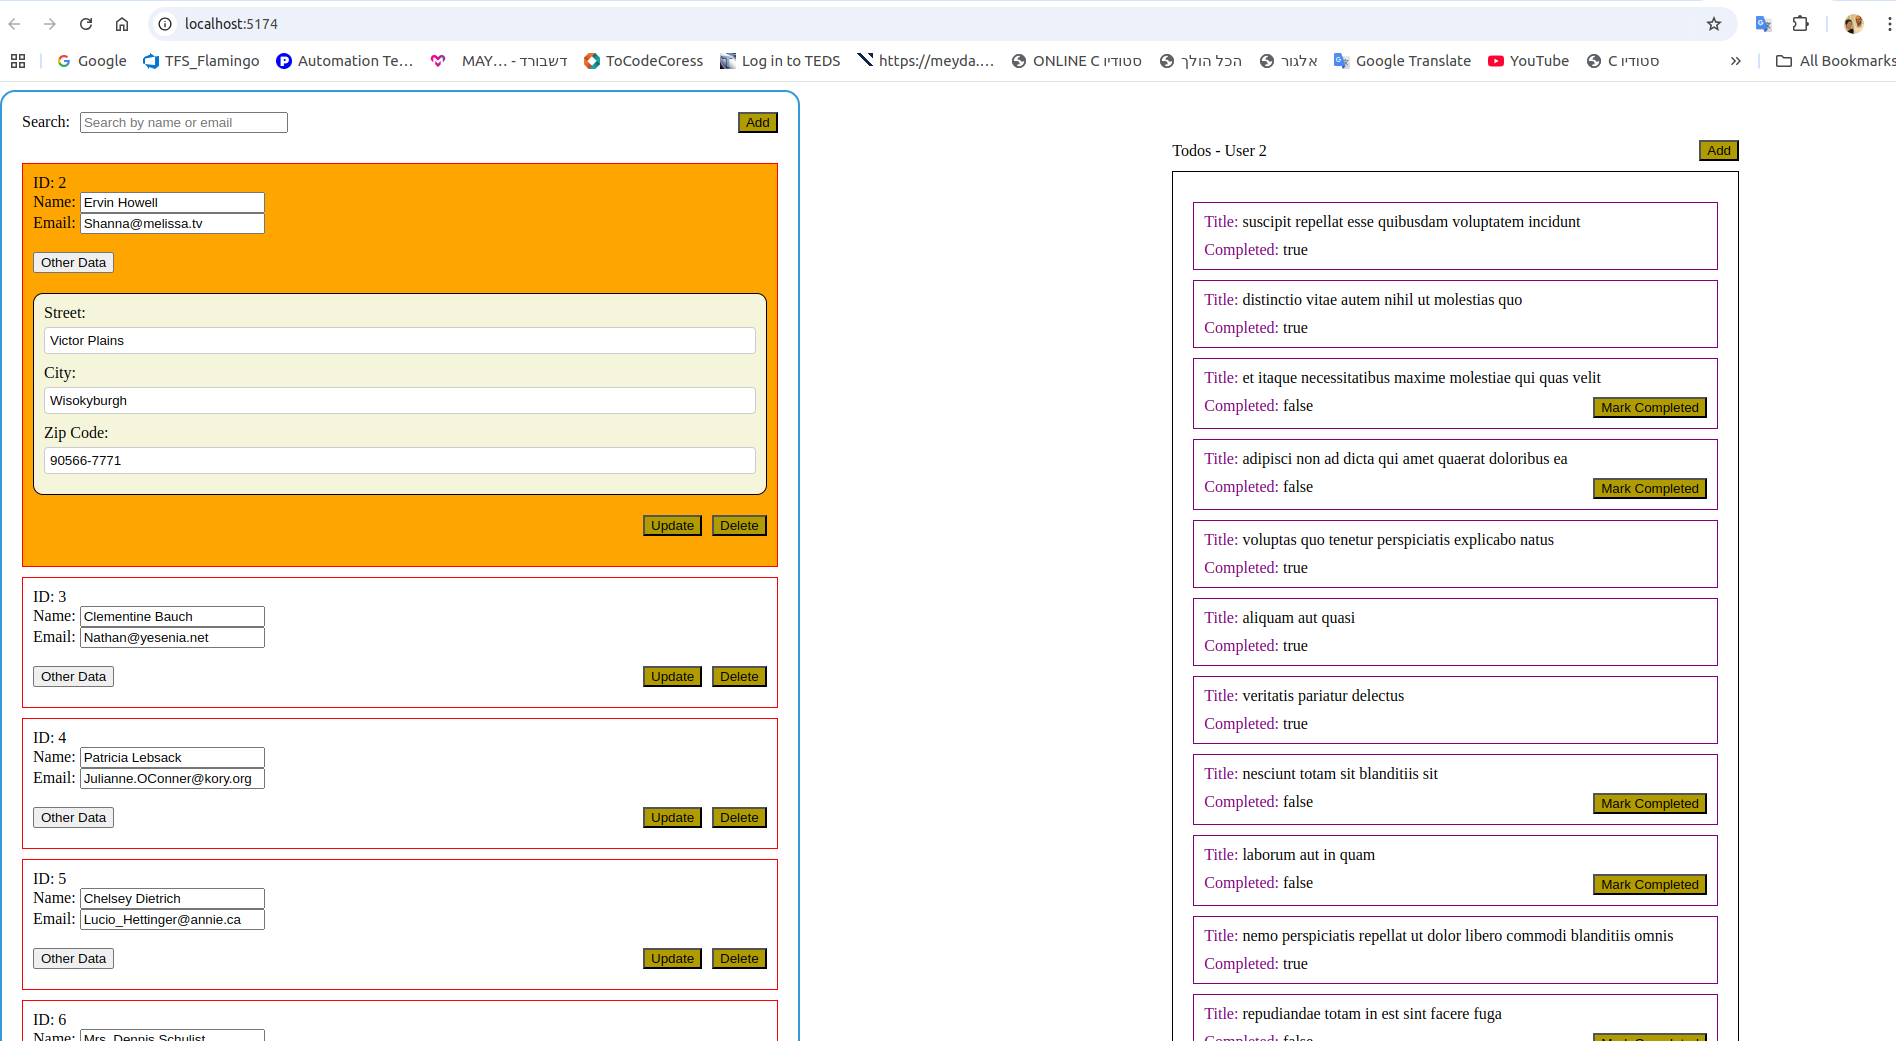 localhost:5174
Google TFS_Flamingo Automation Te... MAY... - דשבורד ToCodeCoress Log in to TEDS https://meyda.... ONLINE C סטודיו הכל הולך אלגור Google Translate YouTube C סטודיו » All Bookmarks
Search: Search by name or email Add
ID: 2
Name: Ervin Howell
Email: Shanna@melissa.tv
Other Data
Street:
Victor Plains
City:
Wisokyburgh
Zip Code:
90566-7771
Update Delete
ID: 3
Name: Clementine Bauch
Email: Nathan@yesenia.net
Other Data Update Delete
ID: 4
Name: Patricia Lebsack
Email: Julianne.OConner@kory.org
Other Data Update Delete
ID: 5
Name: Chelsey Dietrich
Email: Lucio_Hettinger@annie.ca
Other Data Update Delete
ID: 6
Name: Mrs. Dennis Schulist
Todos - User 2 Add
Title: suscipit repellat esse quibusdam voluptatem incidunt
Completed: true
Title: distinctio vitae autem nihil ut molestias quo
Completed: true
Title: et itaque necessitatibus maxime molestiae qui quas velit
Completed: false Mark Completed
Title: adipisci non ad dicta qui amet quaerat doloribus ea
Completed: false Mark Completed
Title: voluptas quo tenetur perspiciatis explicabo natus
Completed: true
Title: aliquam aut quasi
Completed: true
Title: veritatis pariatur delectus
Completed: true
Title: nesciunt totam sit blanditiis sit
Completed: false Mark Completed
Title: laborum aut in quam
Completed: false Mark Completed
Title: nemo perspiciatis repellat ut dolor libero commodi blanditiis omnis
Completed: true
Title: repudiandae totam in est sint facere fuga
Completed: false Mark Completed